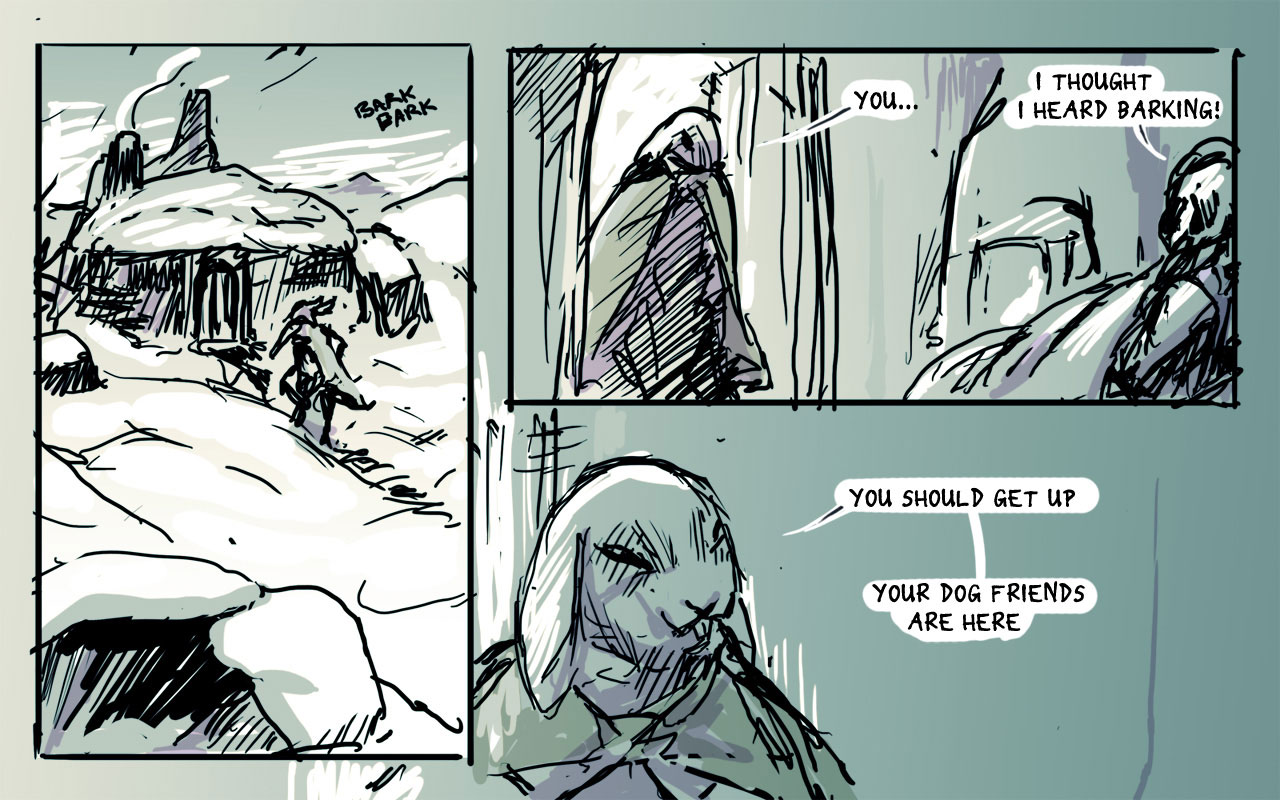 BARK
BARK
YOU...
I THOUGHT
I HEARD BARKING!
YOU SHOULD GET UP
YOUR DOG FRIENDS
ARE HERE